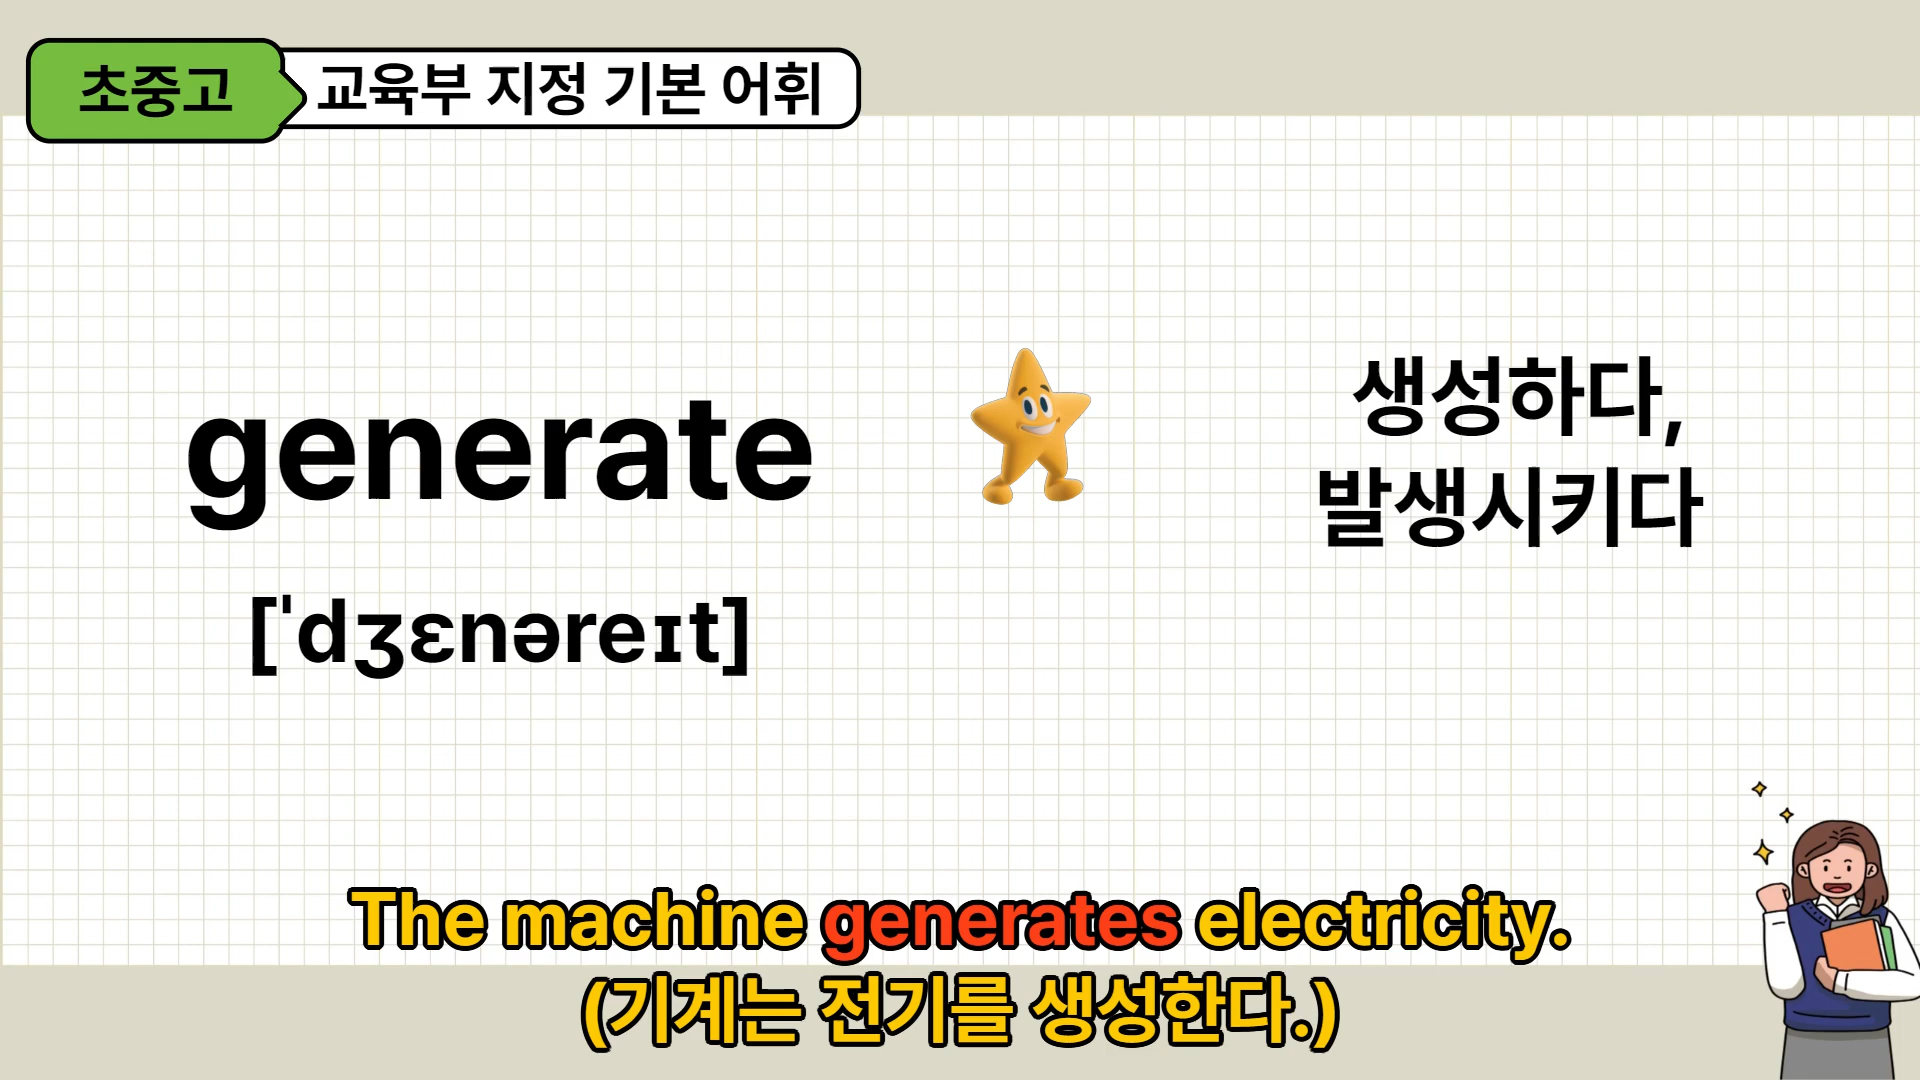 초중고
교육부 지정 기본 어휘
generate
[ˈdʒɛnəreɪt]
생성하다,
발생시키다
The machine generates electricity.
(기계는 전기를 생성한다.)